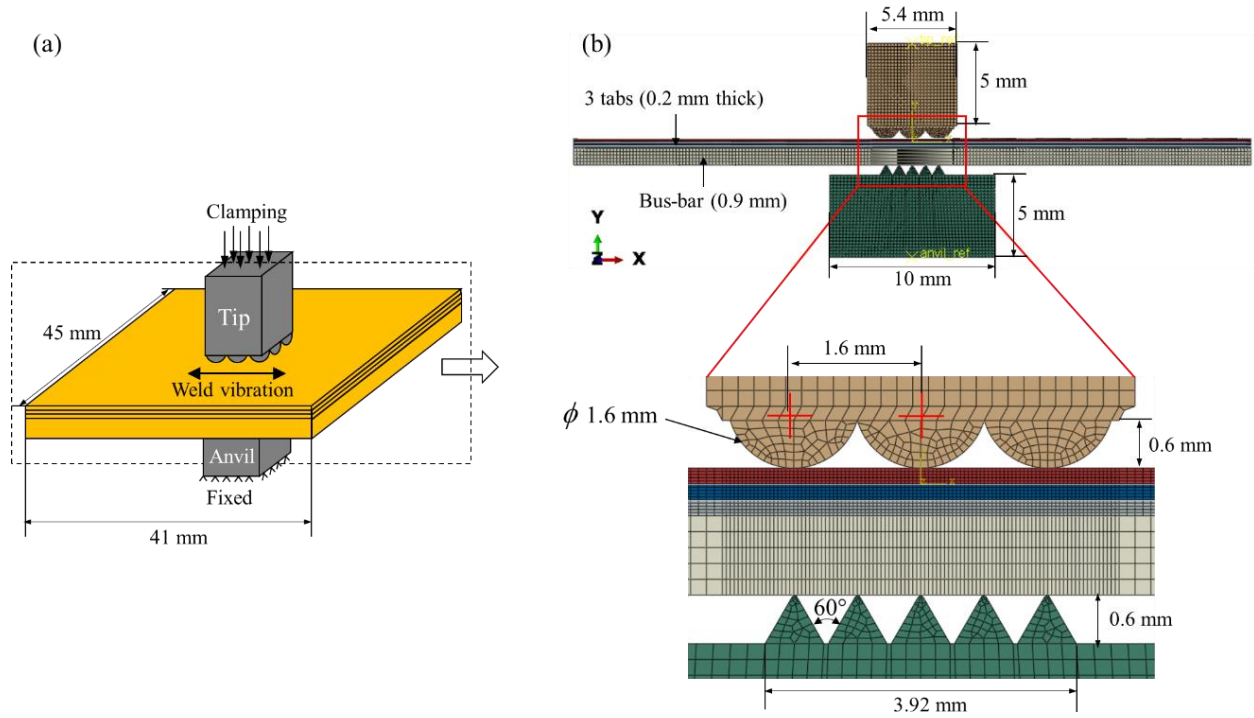 (a)
Clamping
Tip
45 mm
Weld vibration
Anvil
Fixed
41 mm
(b)
5.4 mm
tip_ref
5 mm
3 tabs (0.2 mm thick)
Y
X
Bus-bar (0.9 mm)
5 mm
Y
Z
X
anvil_ref
10 mm
1.6 mm
ϕ 1.6 mm
0.6 mm
Y
X
60°
0.6 mm
3.92 mm